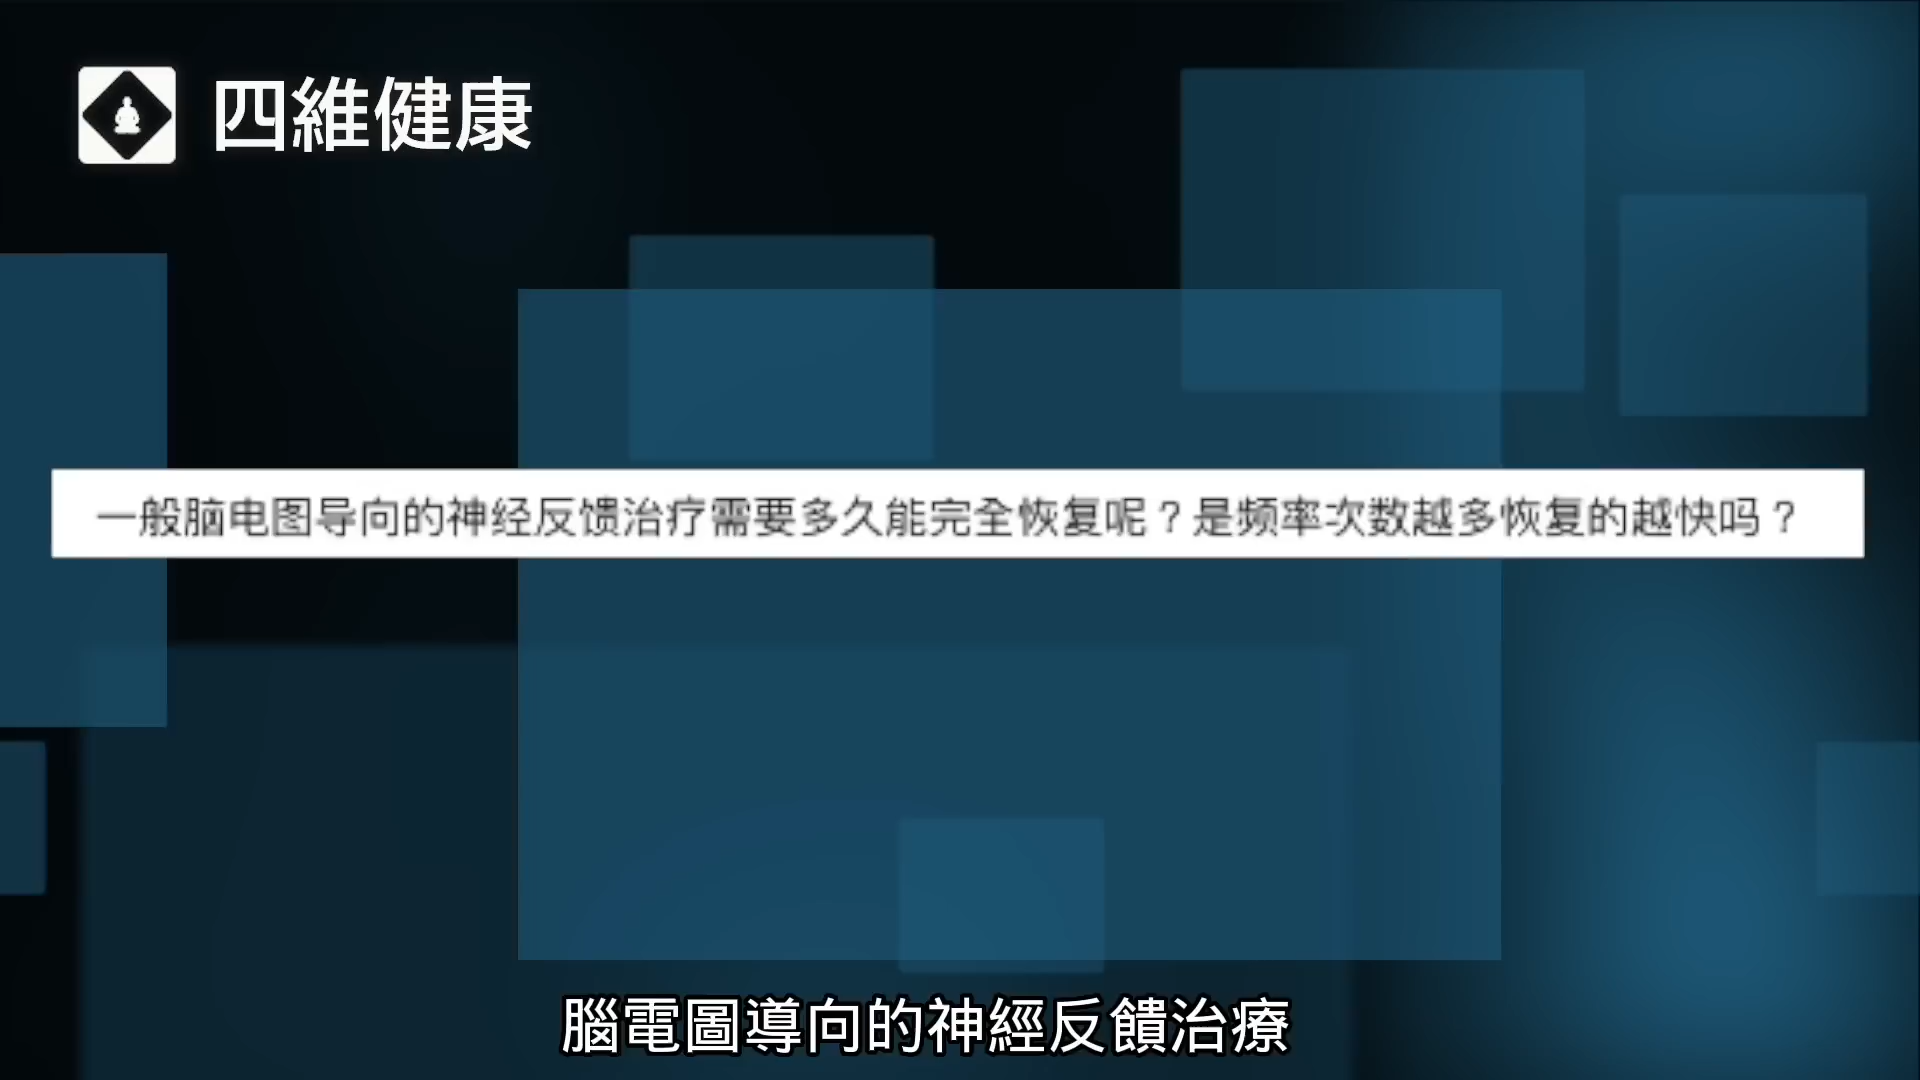 四維健康
一般脑电图导向的神经反馈治疗需要多久能完全恢复呢？是频率次数越多恢复的越快吗？
腦電圖導向的神經反饋治療